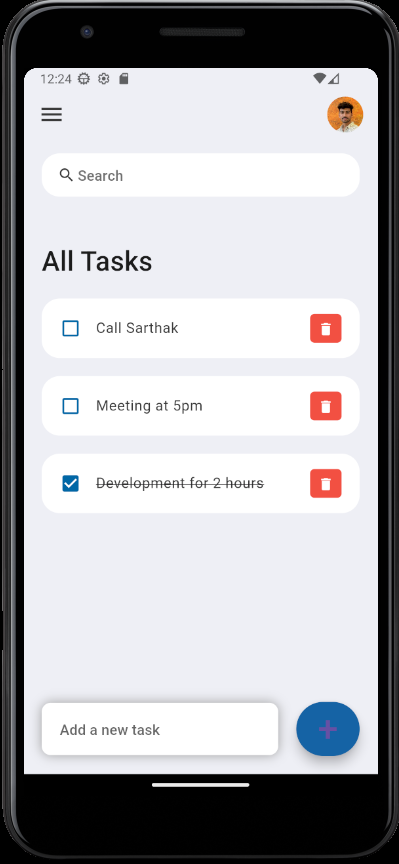 12:24
Search
All Tasks
Call Sarthak
Meeting at 5pm
Development for 2 hours
Add a new task